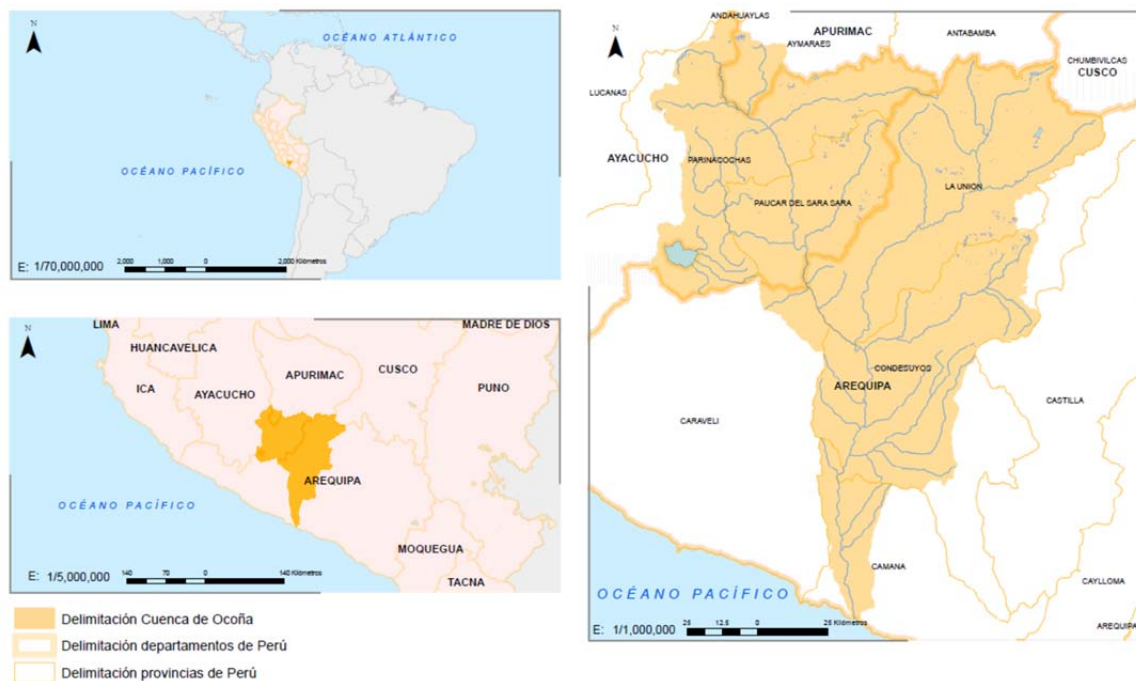 N
OCÉANO ATLÁNTICO
OCÉANO PACÍFICO
E: 1/70,000,000
2,000 1,000 0 2,000 Kilómetros
N
LIMA
MADRE DE DIOS
HUANCAVELICA
CUSCO
APURIMAC
ICA
AYACUCHO
PUNO
AREQUIPA
OCÉANO PACÍFICO
MOQUEGUA
TACNA
E: 1/5,000,000
140 70 0 140 Kilómetros
Delimitación Cuenca de Ocoña
Delimitación departamentos de Perú
Delimitación provincias de Perú
N
ANDAHUAYLAS
APURIMAC
ANTABAMBA
AYMARAES
CHUMBIVILCAS
CUSCO
LUCANAS
AYACUCHO
PARINACOCHAS
LA UNION
PAUCAR DEL SARA SARA
CONDESUYOS
AREQUIPA
CASTILLA
CARAVELI
CAMANA
CAYLLOMA
OCÉANO PACÍFICO
AREQUIPA
E: 1/1,000,000
25 12.5 0 25 Kilómetros